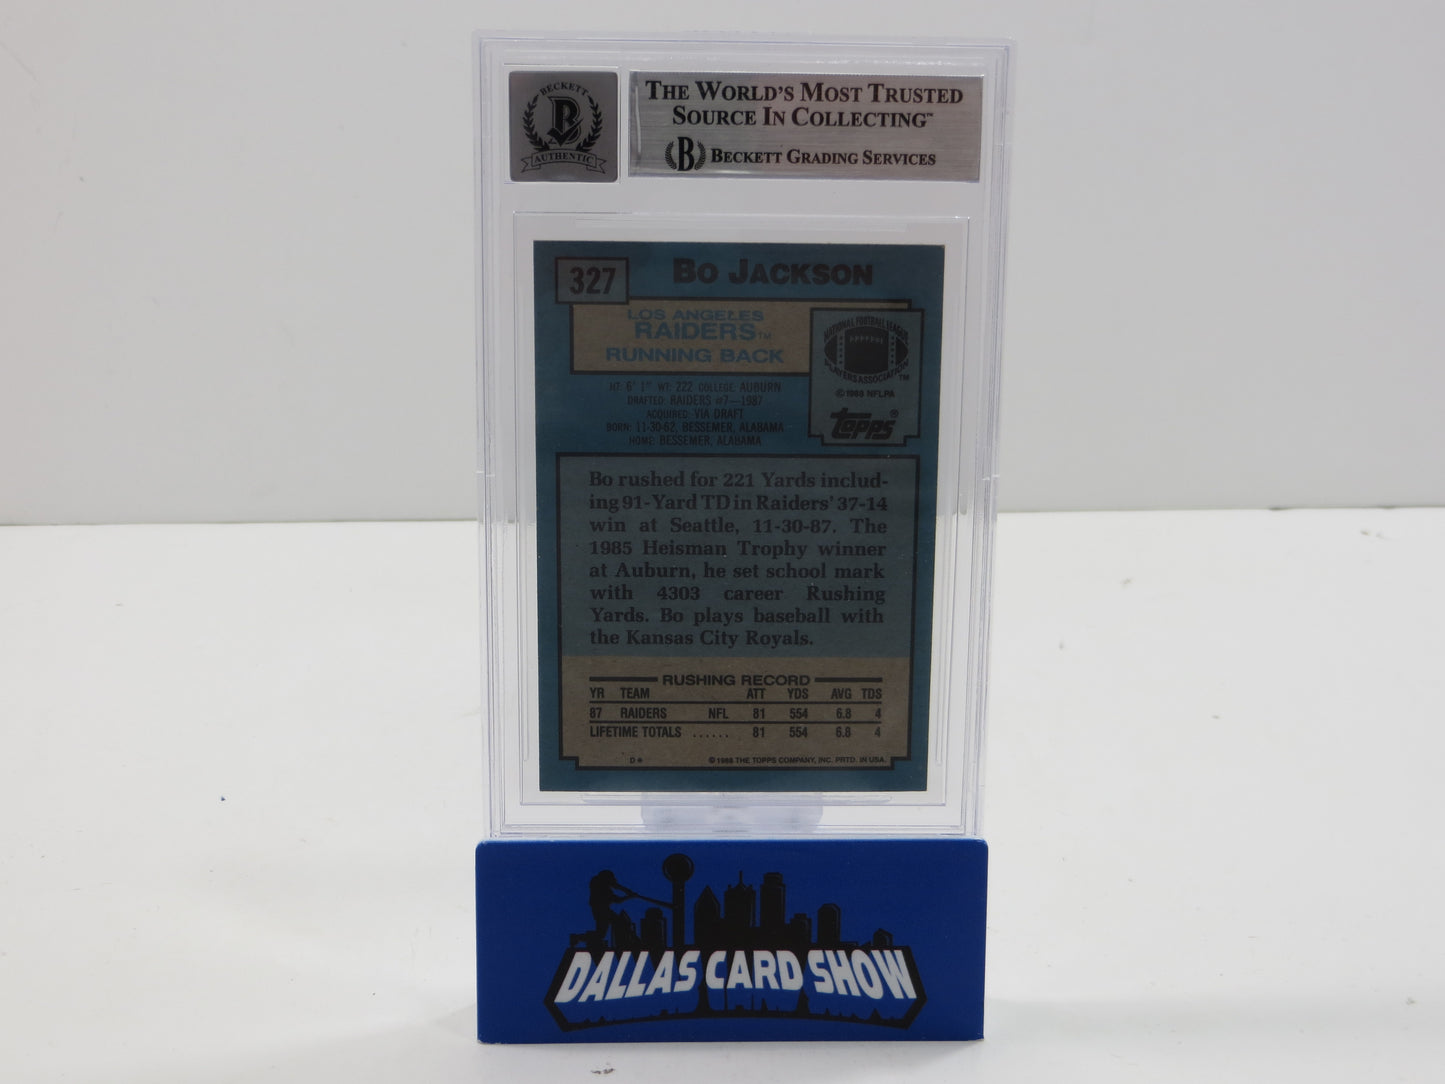 BECKETT
B
AUTHENTIC
THE WORLD'S MOST TRUSTED
SOURCE IN COLLECTING™
B BECKETT GRADING SERVICES
327
BO JACKSON
LOS ANGELES
RAIDERS™
RUNNING BACK
NATIONAL FOOTBALL LEAGUE
PLAYERS ASSOCIATION ™
© 1988 NFLPA
topps®
HT: 6' 1" WT: 222 COLLEGE: AUBURN
DRAFTED: RAIDERS #7—1987
ACQUIRED: VIA DRAFT
BORN: 11-30-62, BESSEMER, ALABAMA
HOME: BESSEMER, ALABAMA
Bo rushed for 221 Yards includ-
ing 91-Yard TD in Raiders' 37-14
win at Seattle, 11-30-87. The
1985 Heisman Trophy winner
at Auburn, he set school mark
with 4303 career Rushing
Yards. Bo plays baseball with
the Kansas City Royals.
RUSHING RECORD
YR TEAM ATT YDS AVG TDS
87 RAIDERS NFL 81 554 6.8 4
LIFETIME TOTALS ...... 81 554 6.8 4
D* © 1988 THE TOPPS COMPANY, INC. PRTD. IN USA.
DALLAS CARD SHOW